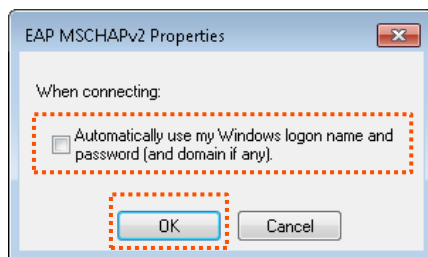 EAP MSCHAPv2 Properties
When connecting:
Automatically use my Windows logon name and
password (and domain if any).
OK
Cancel